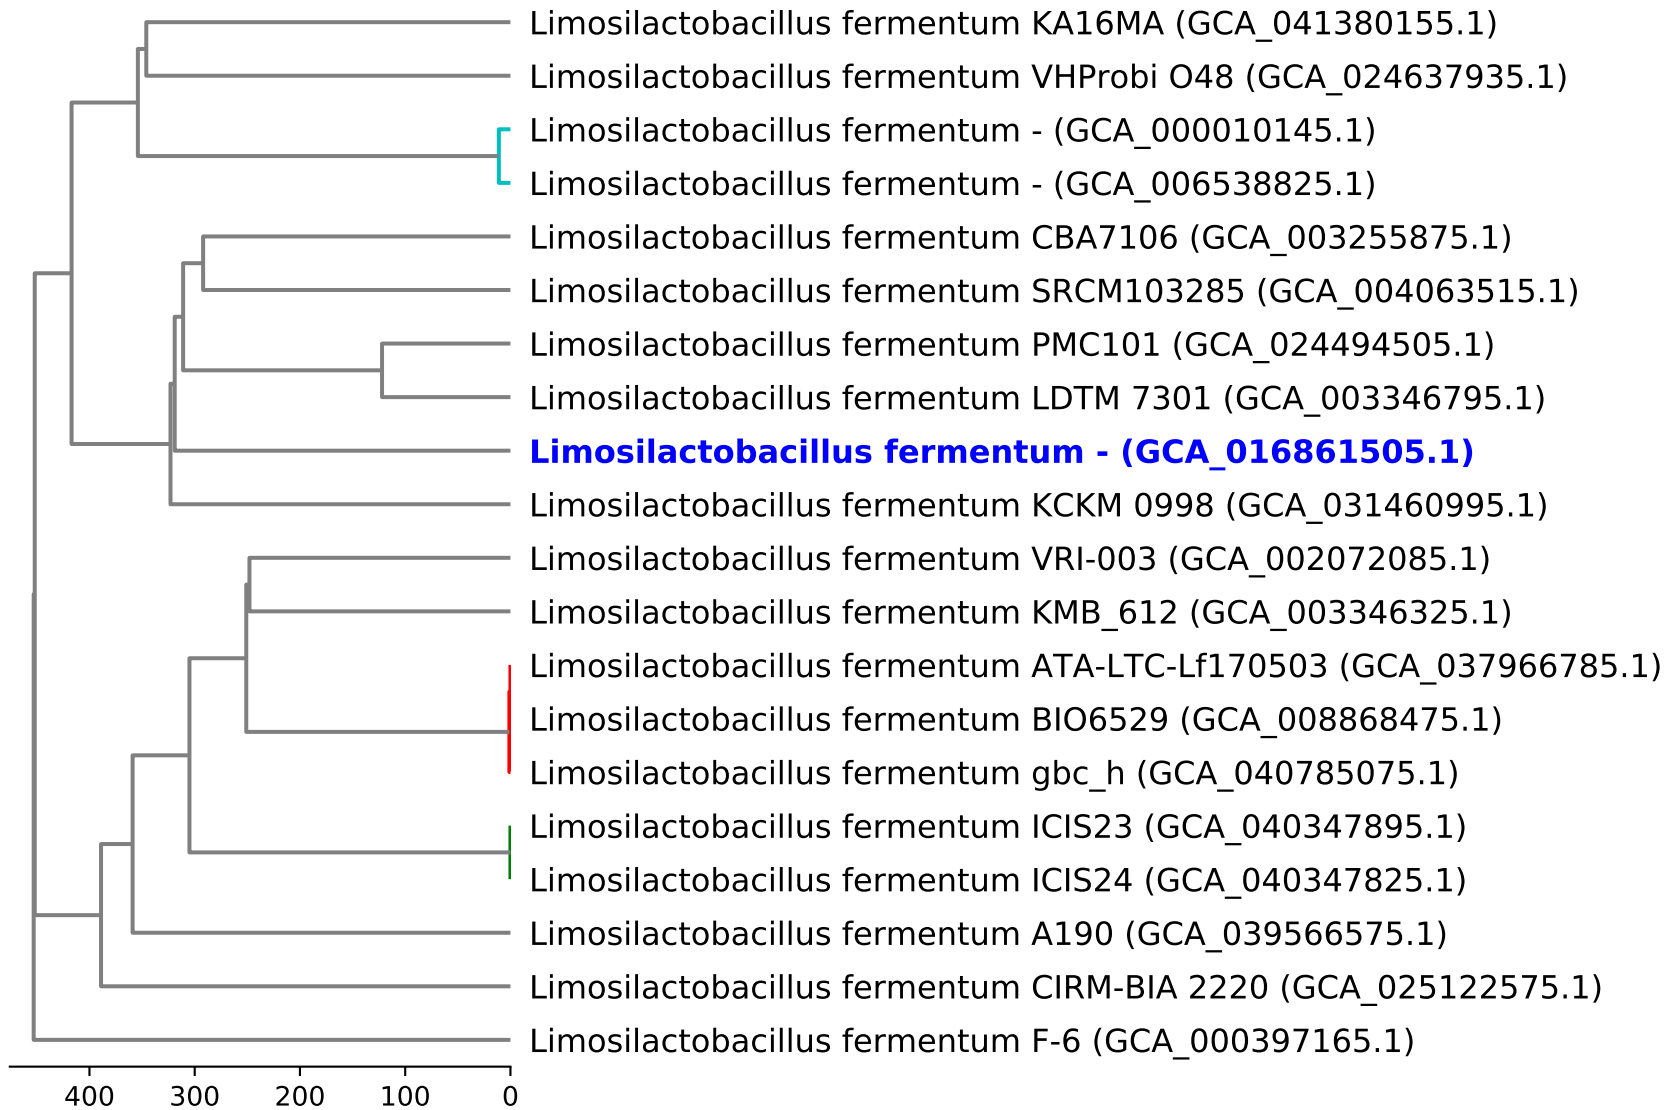 Limosilactobacillus fermentum KA16MA (GCA_041380155.1)
Limosilactobacillus fermentum VHProbi O48 (GCA_024637935.1)
Limosilactobacillus fermentum - (GCA_000010145.1)
Limosilactobacillus fermentum - (GCA_006538825.1)
Limosilactobacillus fermentum CBA7106 (GCA_003255875.1)
Limosilactobacillus fermentum SRCM103285 (GCA_004063515.1)
Limosilactobacillus fermentum PMC101 (GCA_024494505.1)
Limosilactobacillus fermentum LDTM 7301 (GCA_003346795.1)
Limosilactobacillus fermentum - (GCA_016861505.1)
Limosilactobacillus fermentum KCKM 0998 (GCA_031460995.1)
Limosilactobacillus fermentum VRI-003 (GCA_002072085.1)
Limosilactobacillus fermentum KMB_612 (GCA_003346325.1)
Limosilactobacillus fermentum ATA-LTC-Lf170503 (GCA_037966785.1)
Limosilactobacillus fermentum BIO6529 (GCA_008868475.1)
Limosilactobacillus fermentum gbc_h (GCA_040785075.1)
Limosilactobacillus fermentum ICIS23 (GCA_040347895.1)
Limosilactobacillus fermentum ICIS24 (GCA_040347825.1)
Limosilactobacillus fermentum A190 (GCA_039566575.1)
Limosilactobacillus fermentum CIRM-BIA 2220 (GCA_025122575.1)
Limosilactobacillus fermentum F-6 (GCA_000397165.1)
400 300 200 100 0